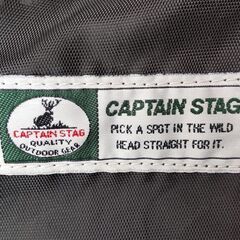 CAPTAIN STAG
QUALITY
OUTDOOR GEAR
CAPTAIN STAG
PICK A SPOT IN THE WILD
HEAD STRAIGHT FOR IT.